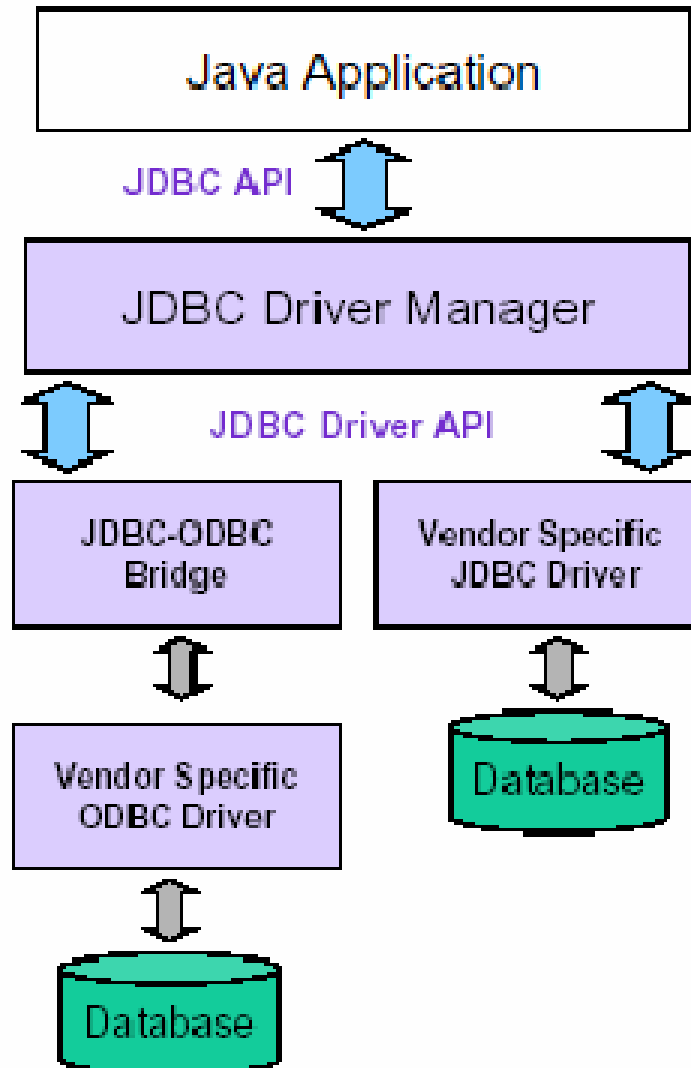 Java Application
JDBC API
JDBC Driver Manager
JDBC Driver API
JDBC-ODBC
Bridge
Vendor Specific
JDBC Driver
Vendor Specific
ODBC Driver
Database
Database